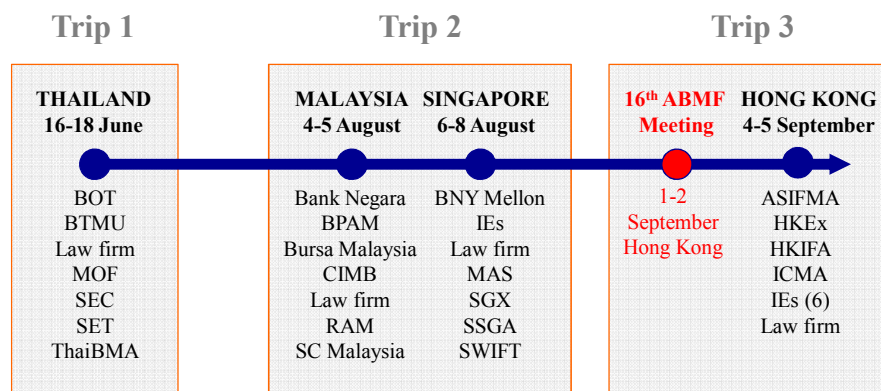 Trip 1
Trip 2
Trip 3
THAILAND
16-18 June
BOT
BTMU
Law firm
MOF
SEC
SET
ThaiBMA
MALAYSIA
4-5 August
Bank Negara
BPAM
Bursa Malaysia
CIMB
Law firm
RAM
SC Malaysia
SINGAPORE
6-8 August
BNY Mellon
IEs
Law firm
MAS
SGX
SSGA
SWIFT
16th ABMF
Meeting
1-2
September
Hong Kong
HONG KONG
4-5 September
ASIFMA
HKEx
HKIFA
ICMA
IEs (6)
Law firm